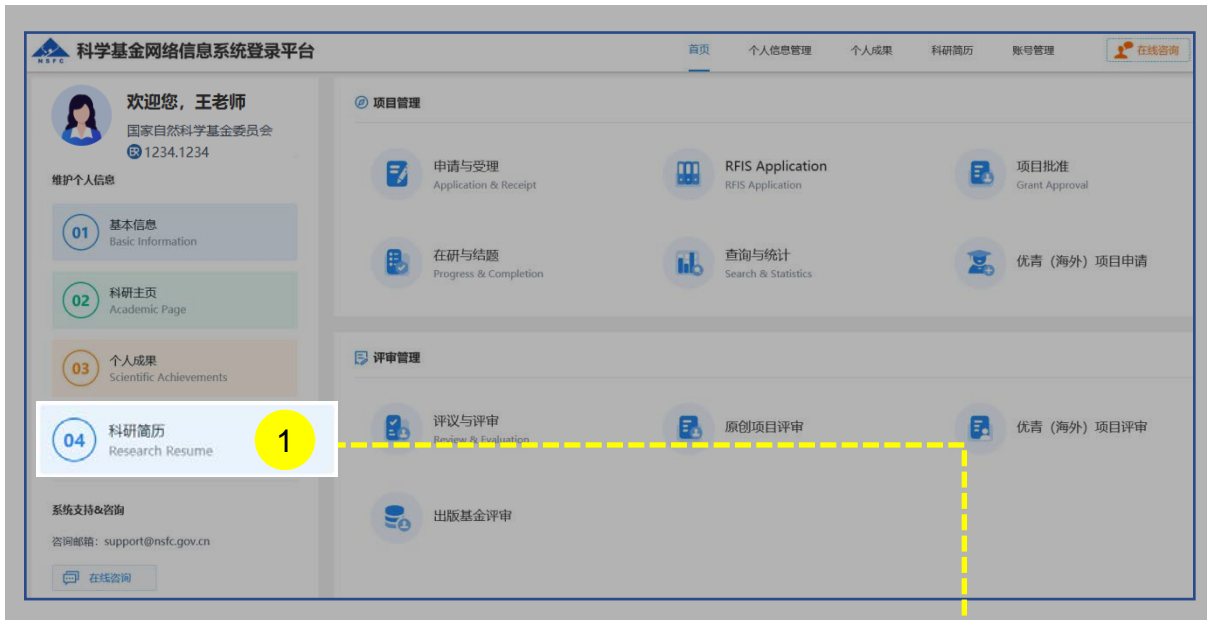 NSFC
科学基金网络信息系统登录平台
首页 个人信息管理 个人成果 科研简历 账号管理 在线咨询
欢迎您，王老师
国家自然科学基金委员会
ID 1234.1234
维护个人信息
01 基本信息
Basic Information
02 科研主页
Academic Page
03 个人成果
Scientific Achievements
04 科研简历
Research Resume
1
系统支持&咨询
咨询邮箱：support@nsfc.gov.cn
在线咨询
项目管理
申请与受理
Application & Receipt
RFIS Application
RFIS Application
项目批准
Grant Approval
在研与结题
Progress & Completion
查询与统计
Search & Statistics
优青（海外）项目申请
评审管理
评议与评审
Review & Evaluation
原创项目评审
优青（海外）项目评审
出版基金评审